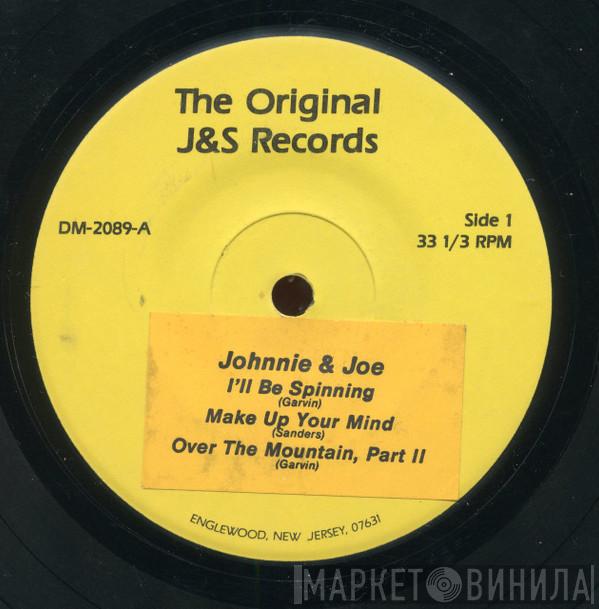 The Original
J&S Records
DM-2089-A
Side 1
33 1/3 RPM
Johnnie & Joe
I'll Be Spinning
(Garvin)
Make Up Your Mind
(Sanders)
Over The Mountain, Part II
(Garvin)
ENGLEWOOD, NEW JERSEY, 07631
МАРКЕТ ВИНИЛА